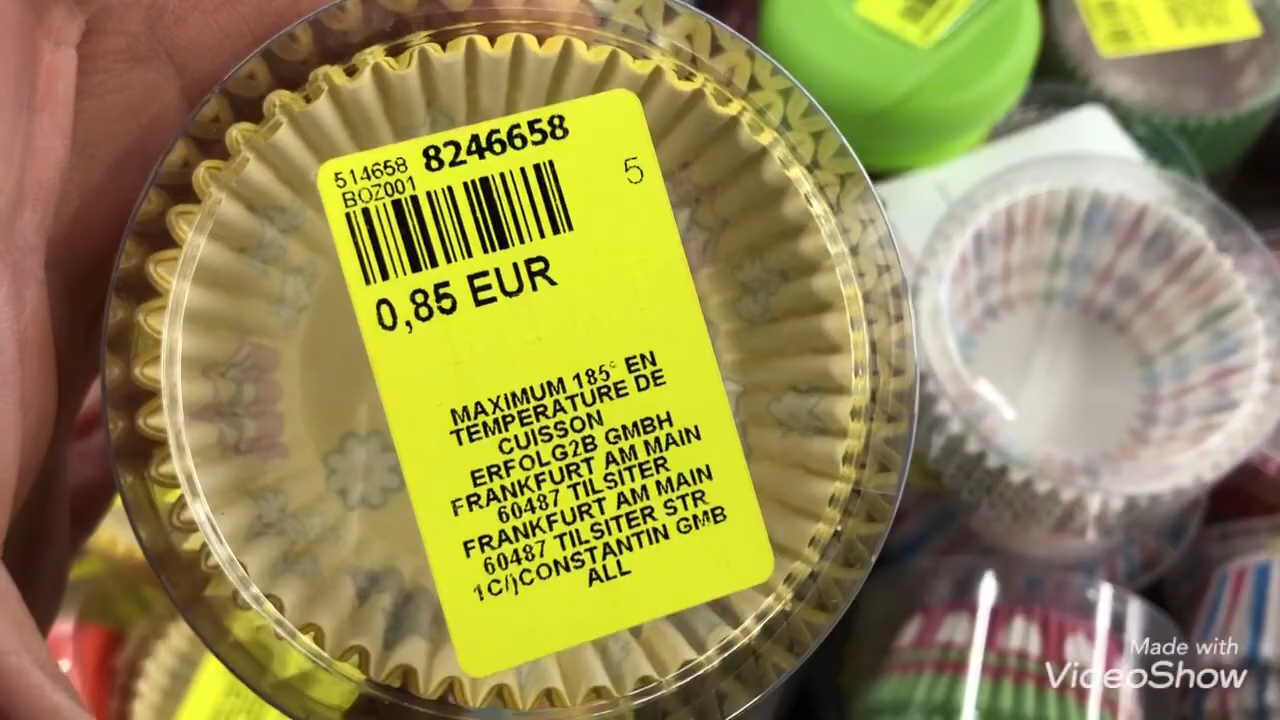 514658 8246658
BOZ001
5
0,85 EUR
MAXIMUM 185° EN
TEMPERATURE DE
CUISSON
ERFOLG2B GMBH
FRANKFURT AM MAIN
60487 TILSITER
FRANKFURT AM MAIN
60487 TILSITER STR
1C/)CONSTANTIN GMB
ALL
Made with
VideoShow